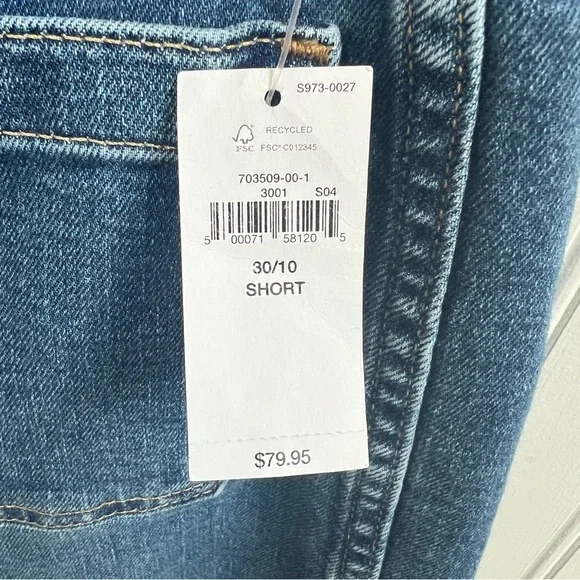 S973-0027
RECYCLED
FSC FSC® C012345
703509-00-1
3001 S04
5 00071 58120 5
30/10
SHORT
$79.95